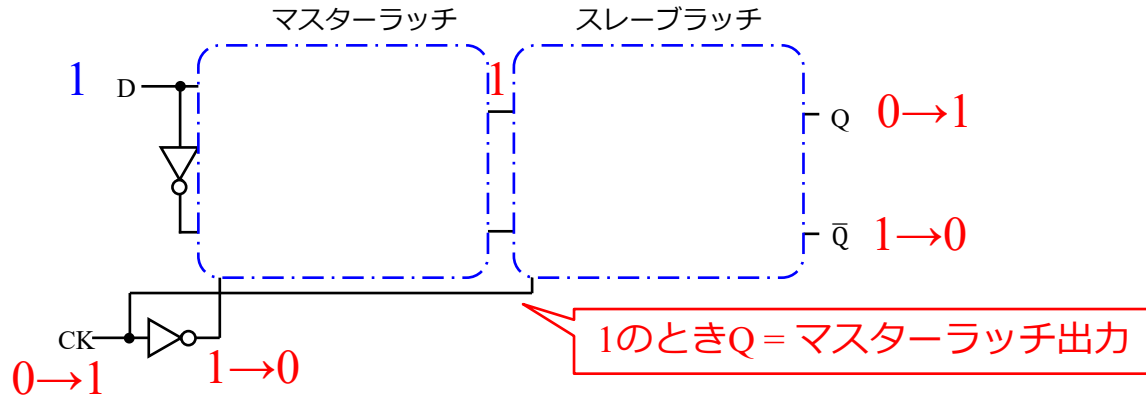 マスターラッチ
スレーブラッチ
1 D
1
Q 0→1
Q̅ 1→0
CK
0→1
1→0
1のときQ = マスターラッチ出力